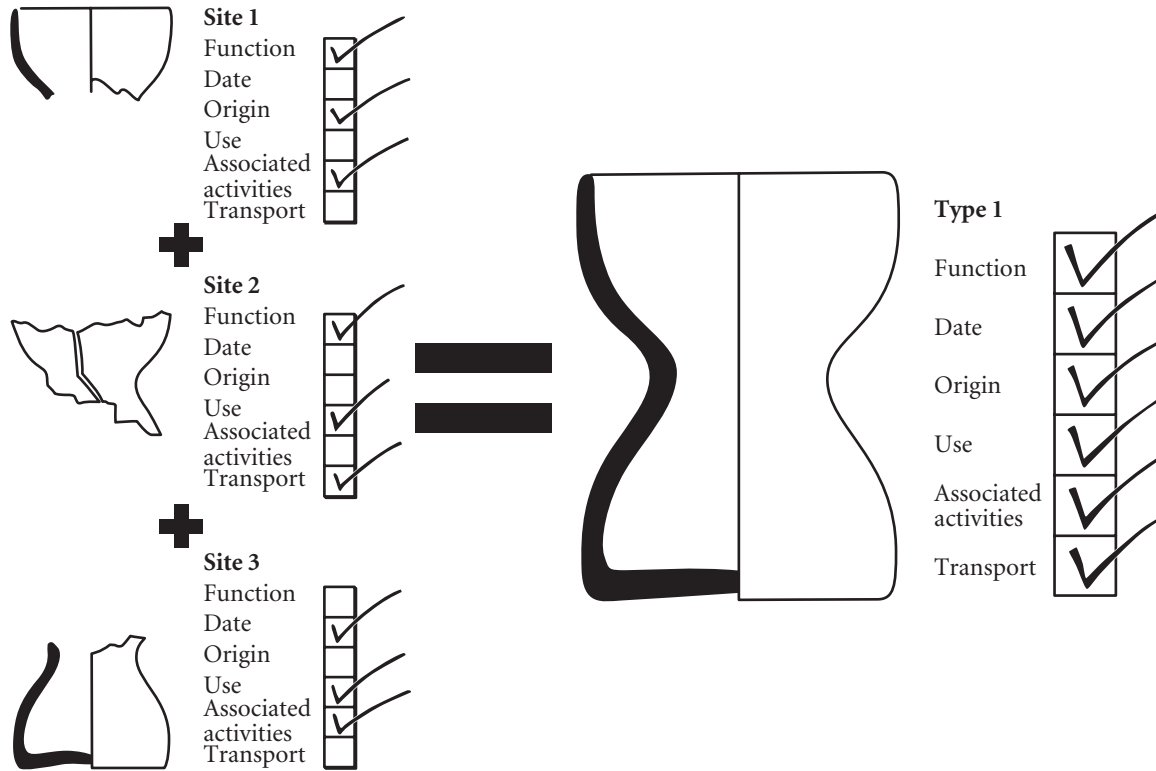 Site 1
Function
Date
Origin
Use
Associated
activities
Transport
Site 2
Function
Date
Origin
Use
Associated
activities
Transport
Site 3
Function
Date
Origin
Use
Associated
activities
Transport
Type 1
Function
Date
Origin
Use
Associated
activities
Transport